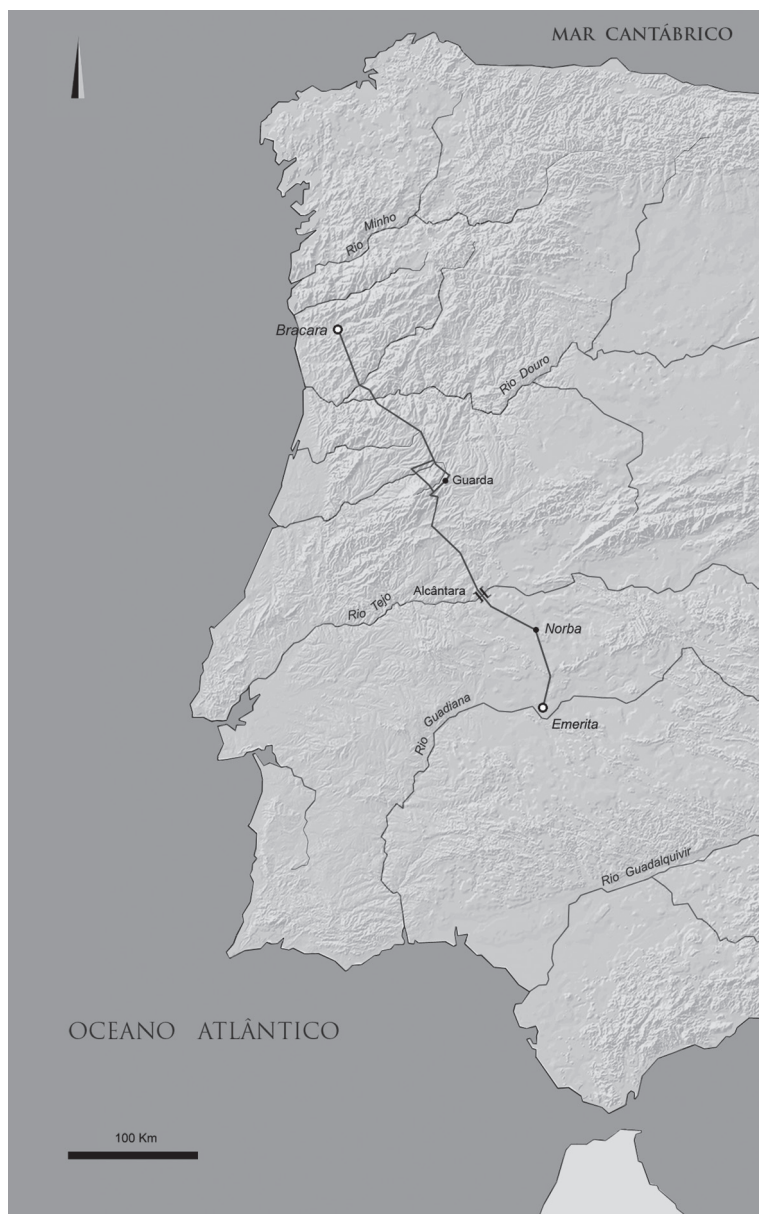 MAR CANTÁBRICO
Rio Minho
Bracara
Rio Douro
Guarda
Alcântara
Rio Tejo
Norba
Rio Guadiana
Emerita
Rio Guadalquivir
OCEANO ATLÂNTICO
100 Km